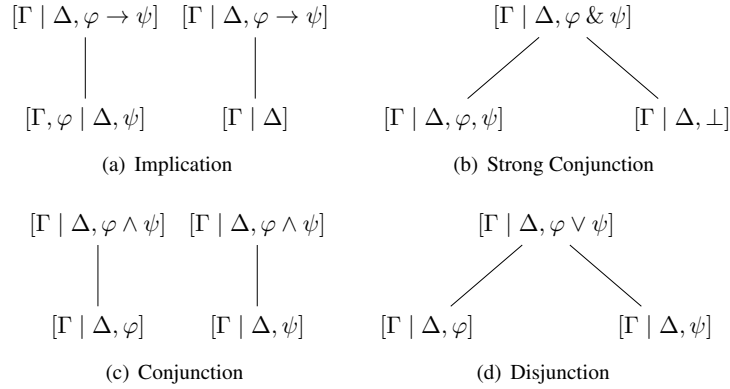 [Γ | Δ, φ → ψ] [Γ | Δ, φ → ψ] [Γ | Δ, φ & ψ]
[Γ, φ | Δ, ψ] [Γ | Δ] [Γ | Δ, φ, ψ] [Γ | Δ, ⊥]
(a) Implication (b) Strong Conjunction
[Γ | Δ, φ ∧ ψ] [Γ | Δ, φ ∧ ψ] [Γ | Δ, φ ∨ ψ]
[Γ | Δ, φ] [Γ | Δ, ψ] [Γ | Δ, φ] [Γ | Δ, ψ]
(c) Conjunction (d) Disjunction